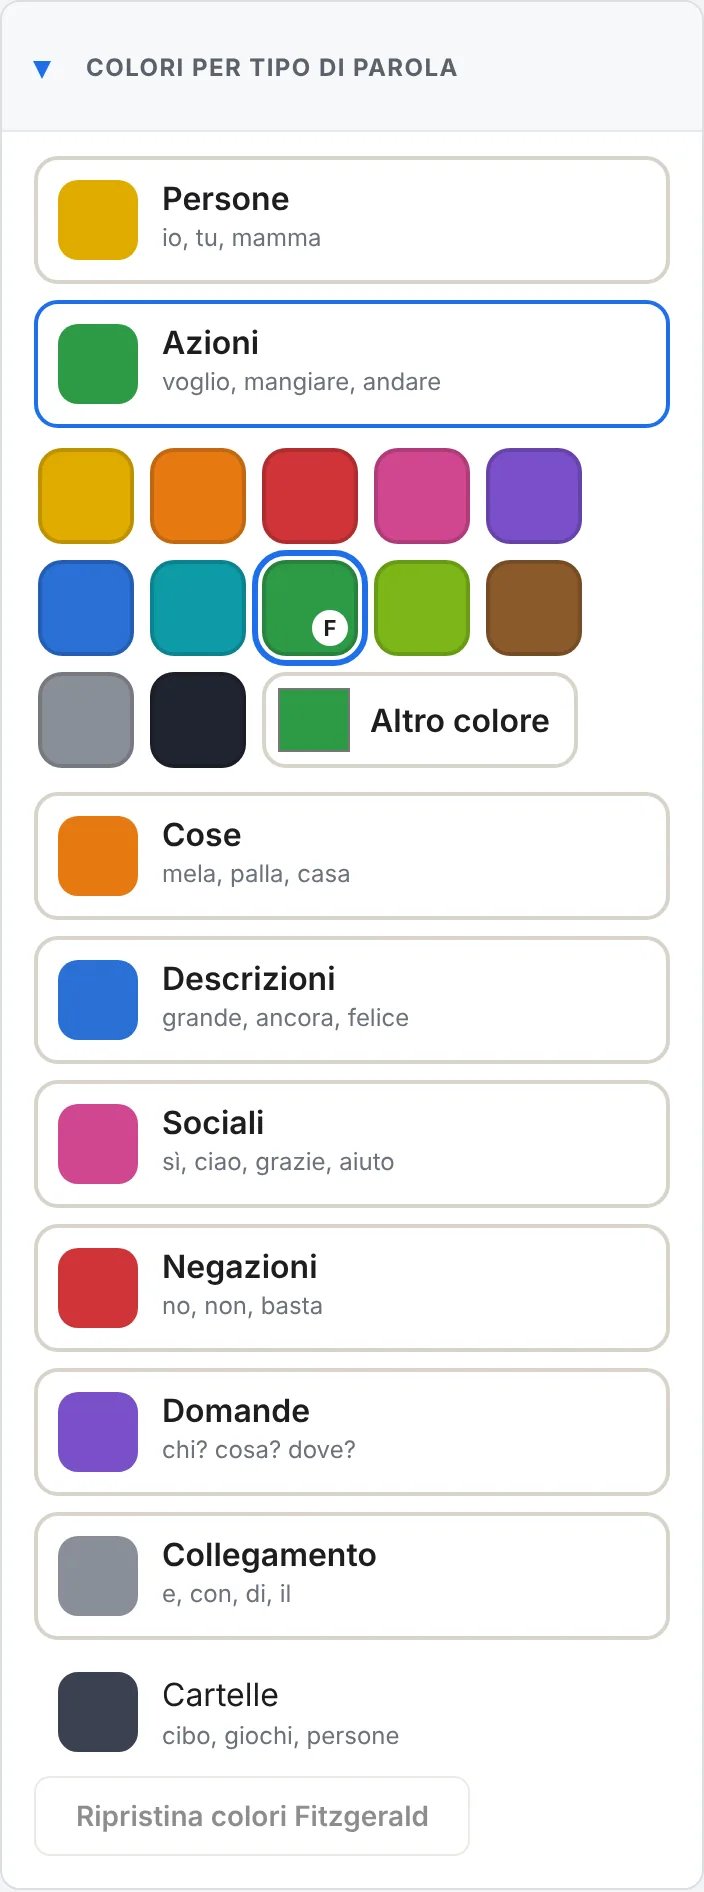 ▼ COLORI PER TIPO DI PAROLA
Persone
io, tu, mamma
Azioni
voglio, mangiare, andare
F
Altro colore
Cose
mela, palla, casa
Descrizioni
grande, ancora, felice
Sociali
sì, ciao, grazie, aiuto
Negazioni
no, non, basta
Domande
chi? cosa? dove?
Collegamento
e, con, di, il
Cartelle
cibo, giochi, persone
Ripristina colori Fitzgerald